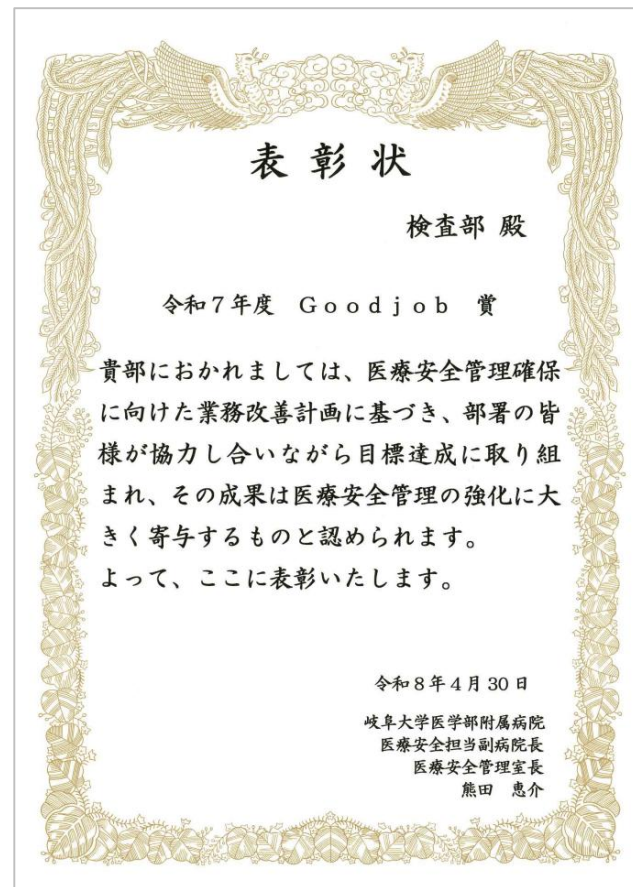 表彰状
検査部 殿
令和7年度 Goodjob 賞
貴部におかれましては、医療安全管理確保
に向けた業務改善計画に基づき、部署の皆
様が協力し合いながら目標達成に取り組
まれ、その成果は医療安全管理の強化に大
きく寄与するものと認められます。
よって、ここに表彰いたします。
令和8年4月30日
岐阜大学医学部附属病院
医療安全担当副病院長
医療安全管理室長
熊田 恵介